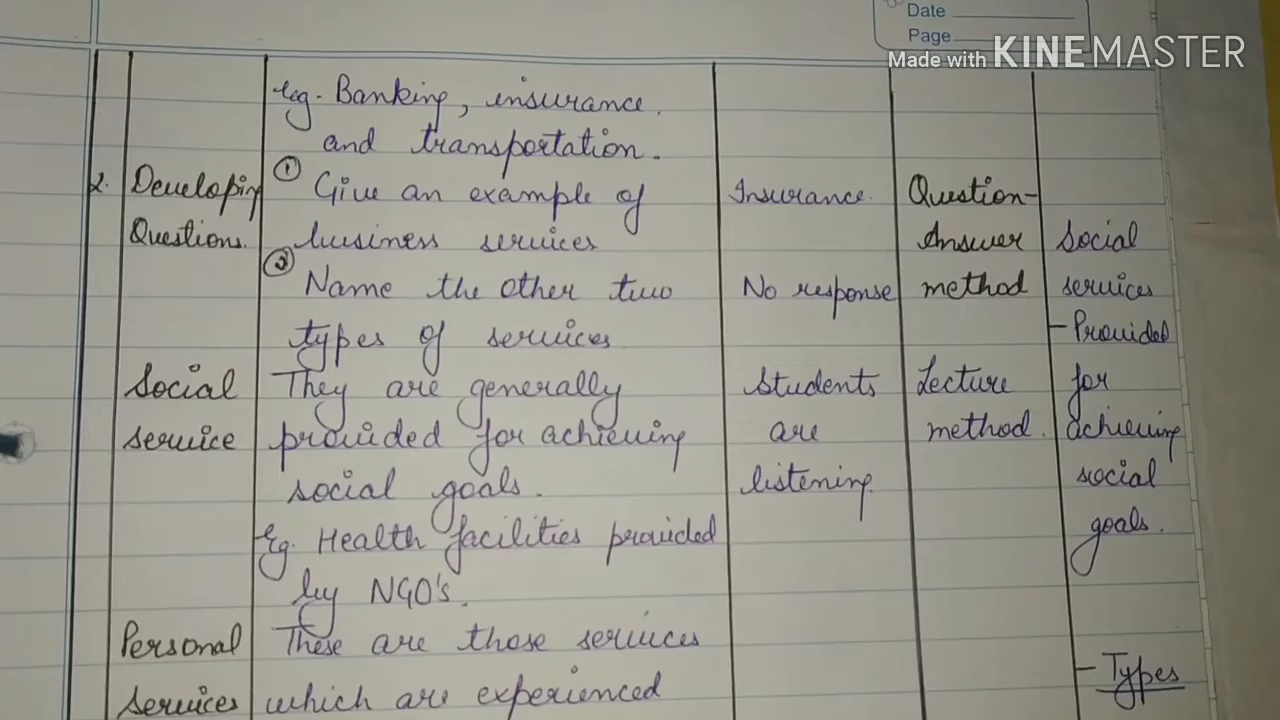 Date
Page
Made with KINEMASTER
Eg. Banking, insurance.
and transportation.
2. Developing ① Give an example of Insurance. Question-
Questions. business services Answer Social
② Name the other two No response method services
types of services - Provided
Social They are generally Students Lecture for
service provided for achieving are method. achieving
social goals. listening. social
Eg. Health facilities provided goals.
by NGO's.
Personal These are those services
Services which are experienced - Types